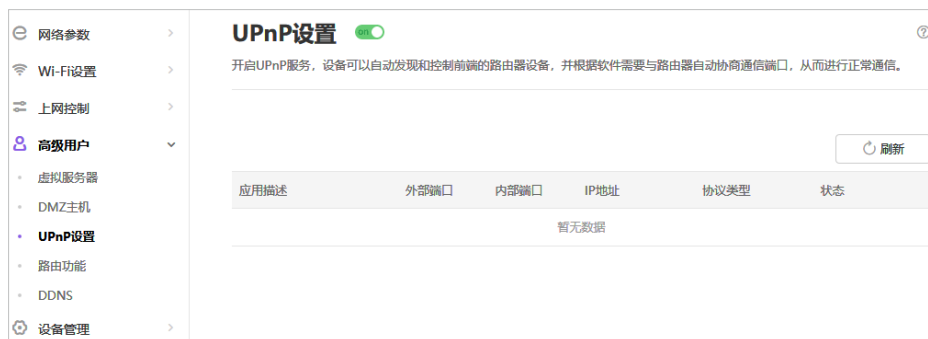 网络参数
Wi-Fi设置
上网控制
高级用户
虚拟服务器
DMZ主机
UPnP设置
路由功能
DDNS
设备管理
UPnP设置 on
开启UPnP服务，设备可以自动发现和控制前端的路由器设备，并根据软件需要与路由器自动协商通信端口，从而进行正常通信。
刷新
应用描述 外部端口 内部端口 IP地址 协议类型 状态
暂无数据